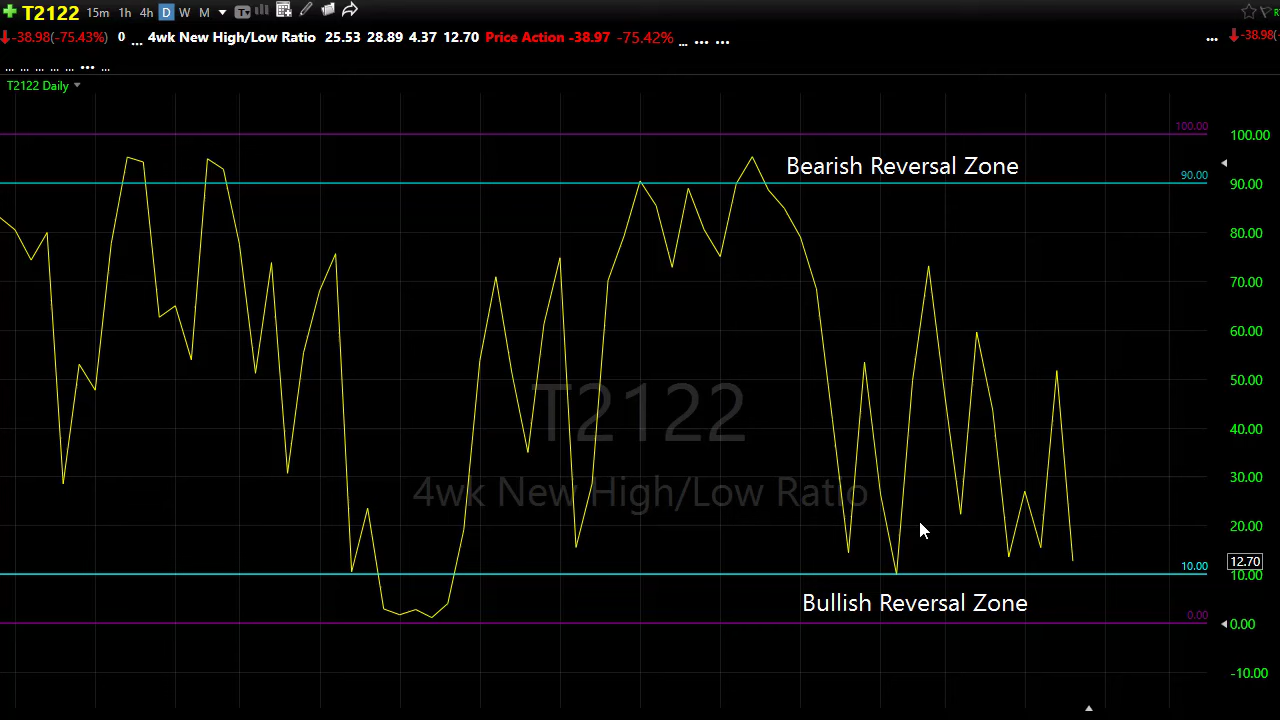 T2122 15m 1h 4h D W M T
-38.98(-75.43%) 0 ... 4wk New High/Low Ratio 25.53 28.89 4.37 12.70 Price Action -38.97 -75.42% ... ... ... ... -38.98(-
... ... ... ... ... ... ...
T2122 Daily
100.00 100.00
Bearish Reversal Zone
90.00 90.00
80.00
70.00
60.00
50.00
T2122
40.00
30.00
4wk New High/Low Ratio
20.00
12.70
10.00 10.00
Bullish Reversal Zone
0.00 0.00
-10.00